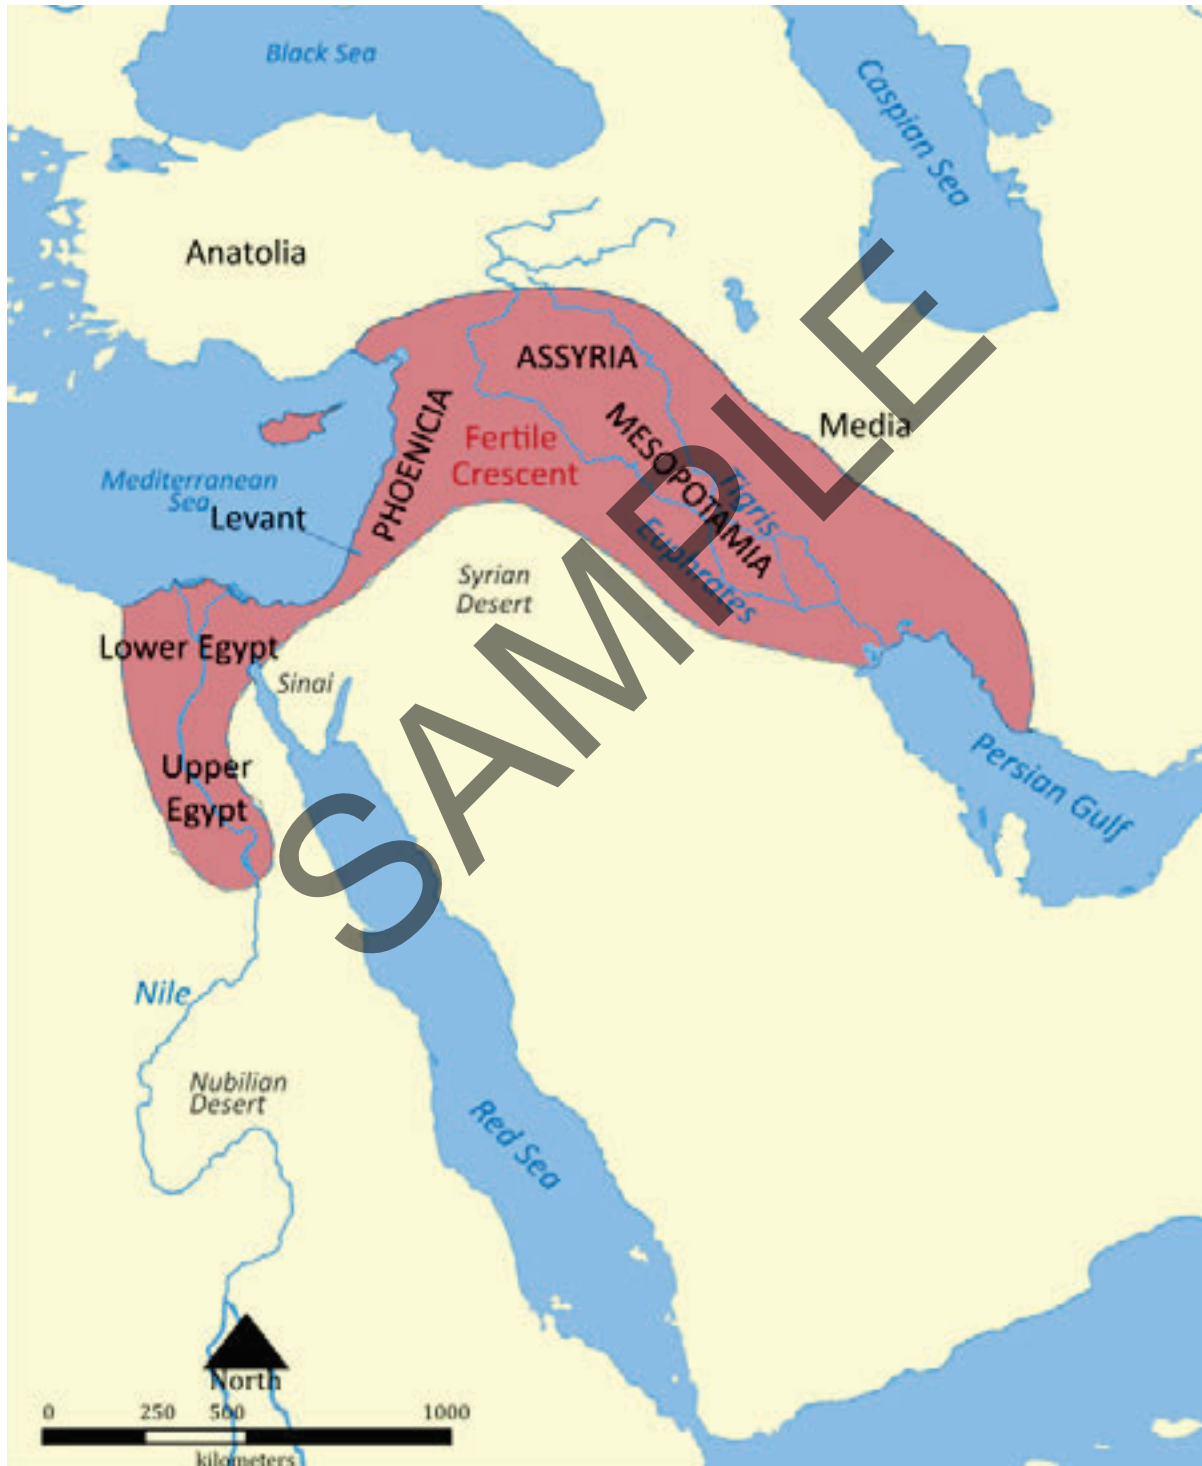 Black Sea
Caspian Sea
Anatolia
ASSYRIA
PHOENICIA
MESOPOTAMIA
Media
Fertile
Crescent
Mediterranean
Sea
Levant
Tigris
Euphrates
Syrian
Desert
Lower Egypt
Sinai
Upper
Egypt
Persian Gulf
SAMPLE
Nile
Nubilian
Desert
Red Sea
North
0 250 500 1000
kilometers